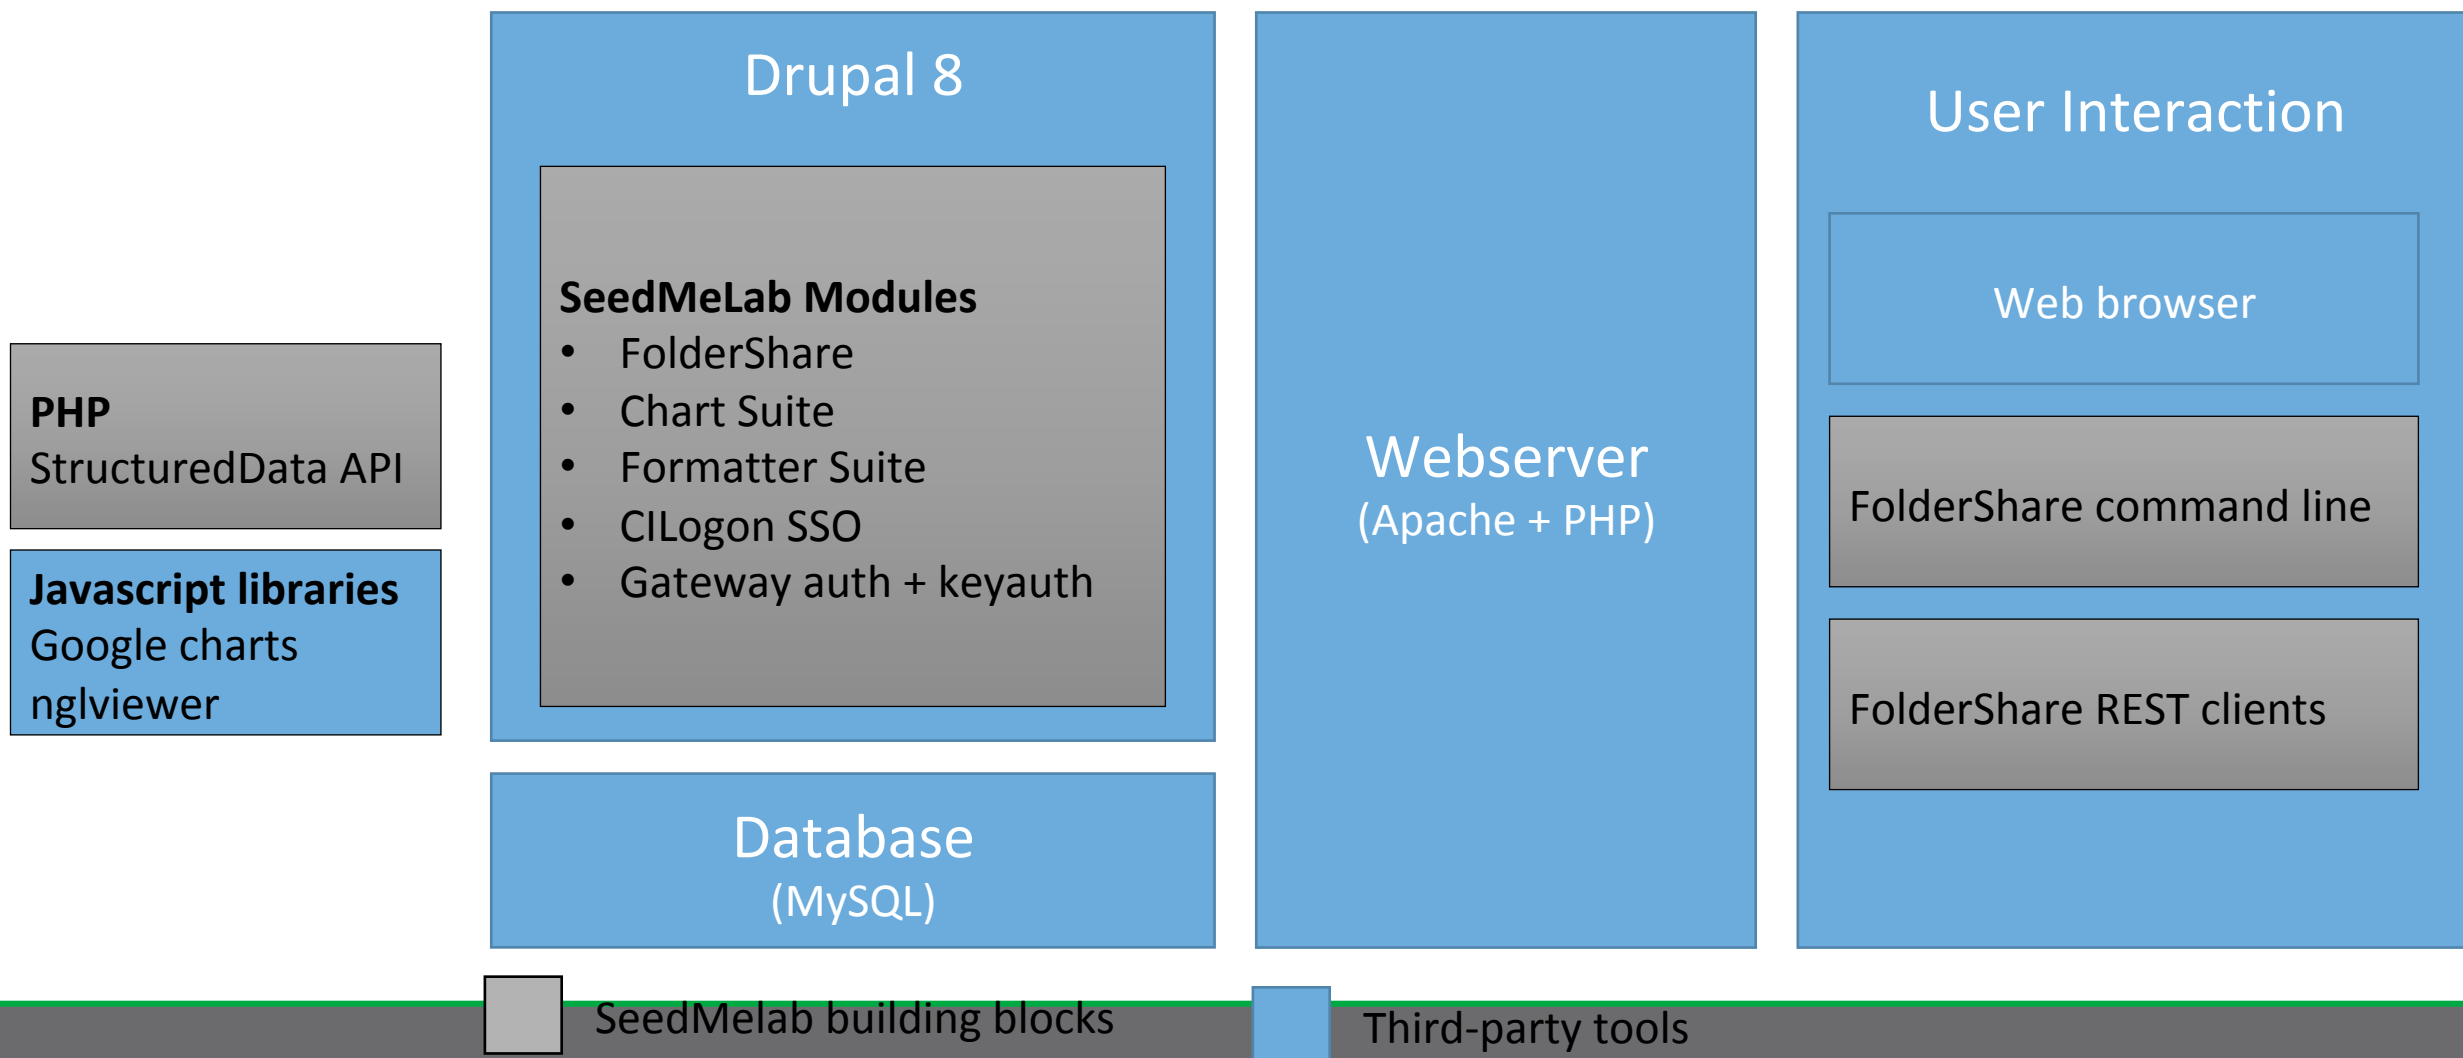 PHP
StructuredData API
Javascript libraries
Google charts
nglviewer
Drupal 8
SeedMeLab Modules
• FolderShare
• Chart Suite
• Formatter Suite
• CILogon SSO
• Gateway auth + keyauth
Database
(MySQL)
Webserver
(Apache + PHP)
User Interaction
Web browser
FolderShare command line
FolderShare REST clients
SeedMelab building blocks
Third-party tools